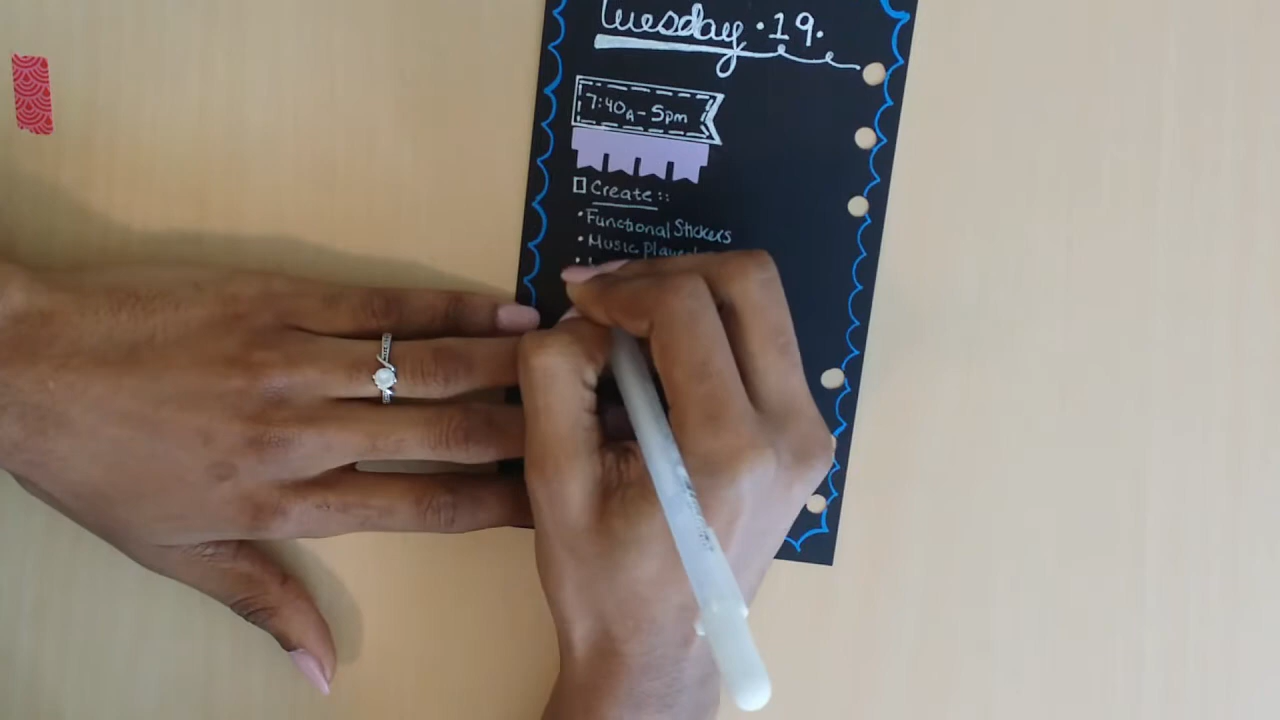 Tuesday •19.
7:40A - 5pm
Create ::
• Functional Stickers
• Music